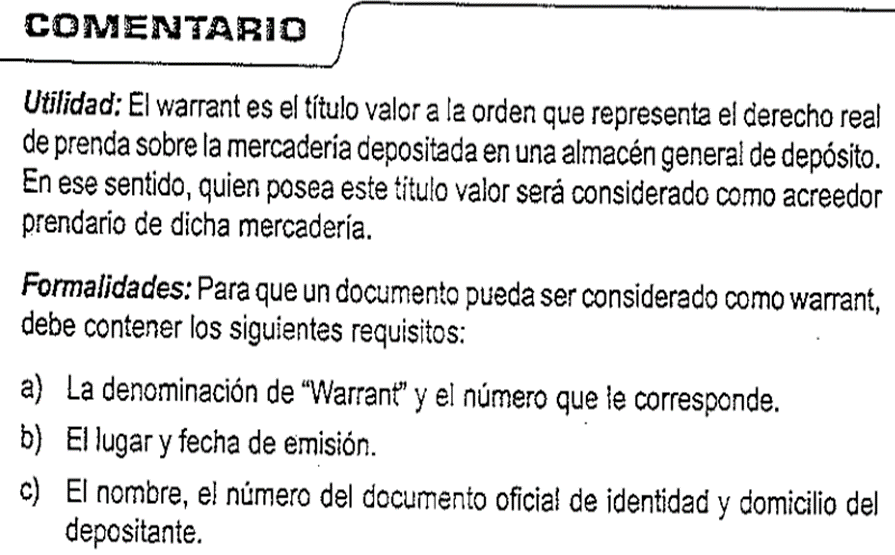 COMENTARIO
Utilidad: El warrant es el título valor a la orden que representa el derecho real
de prenda sobre la mercadería depositada en una almacén general de depósito.
En ese sentido, quien posea este título valor será considerado como acreedor
prendario de dicha mercadería.
Formalidades: Para que un documento pueda ser considerado como warrant,
debe contener los siguientes requisitos:
a) La denominación de “Warrant” y el número que le corresponde.
b) El lugar y fecha de emisión.
c) El nombre, el número del documento oficial de identidad y domicilio del
depositante.